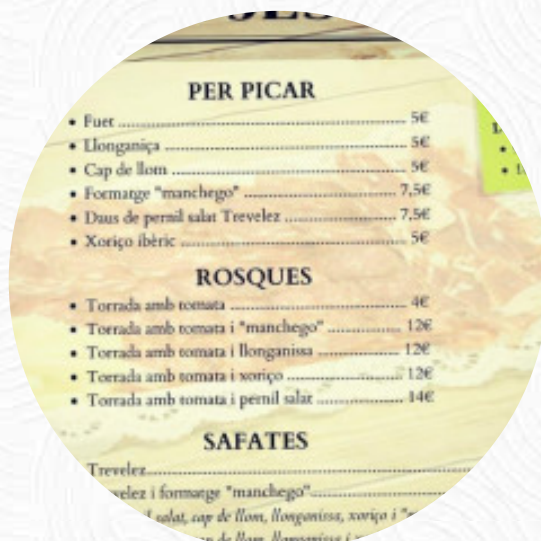 PER PICAR
• Fuet ........ 5€
• Llonganiça ........ 5€
• Cap de llom ........ 5€
• Formatge "manchego" ........ 7,5€
• Daus de pernil salat Trevelez ........ 7,5€
• Xoriço ibèric ........ 5€
ROSQUES
• Torrada amb tomata ........ 4€
• Torrada amb tomata i "manchego" ........ 12€
• Torrada amb tomata i llonganissa ........ 12€
• Torrada amb tomata i xoriço ........ 12€
• Torrada amb tomata i pernil salat ........ 14€
SAFATES
Trevelez........
i formatge "manchego"........
salat, cap de llom, llonganissa, xoriço i